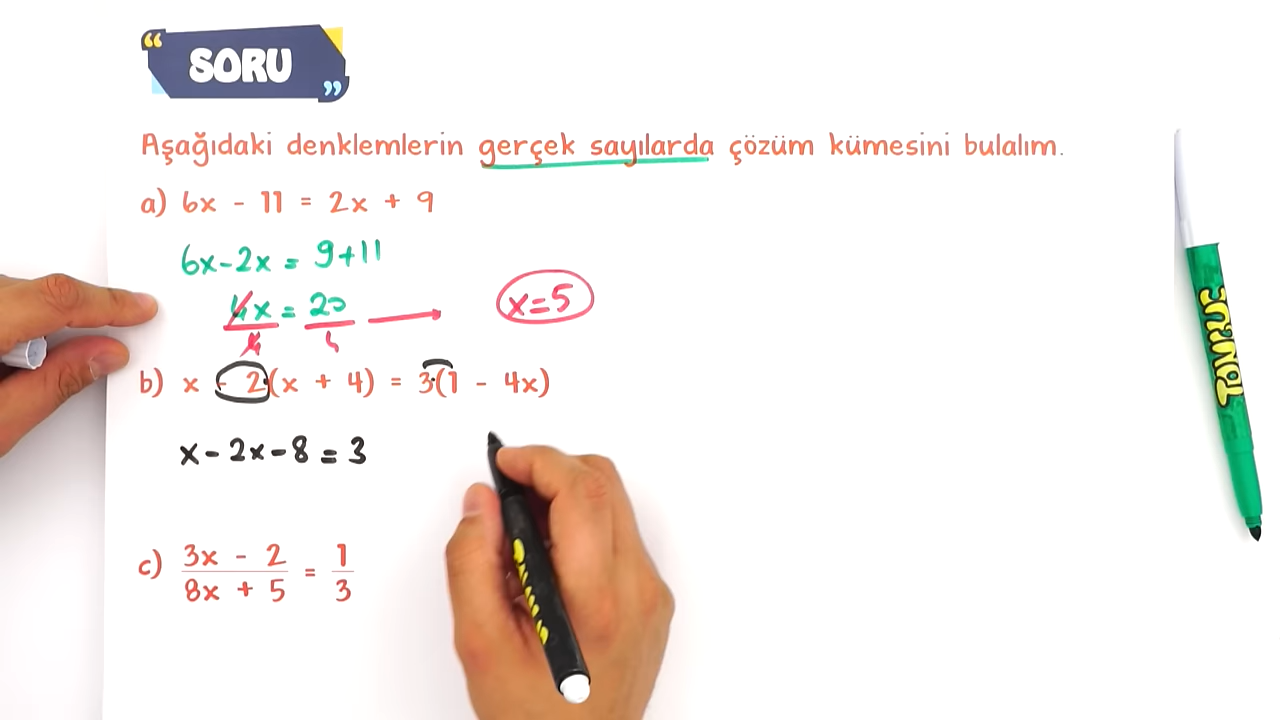 SORU
Aşağıdaki denklemlerin gerçek sayılarda çözüm kümesini bulalım.
a) 6x - 11 = 2x + 9
6x-2x = 9+11
4x = 20 x=5
4 4
b) x - 2(x + 4) = 3(1 - 4x)
x - 2x - 8 = 3
c) 3x - 2 = 1
8x + 5 3
TONGUÇ